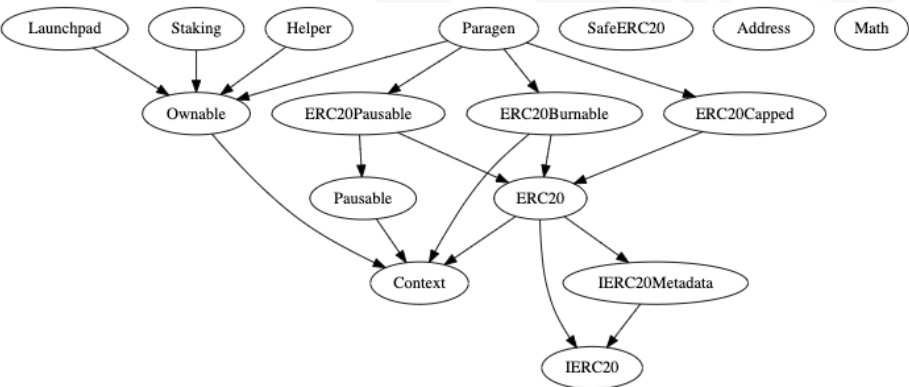 Launchpad
Staking
Helper
Paragen
SafeERC20
Address
Math
Ownable
ERC20Pausable
ERC20Burnable
ERC20Capped
Pausable
ERC20
Context
IERC20Metadata
IERC20